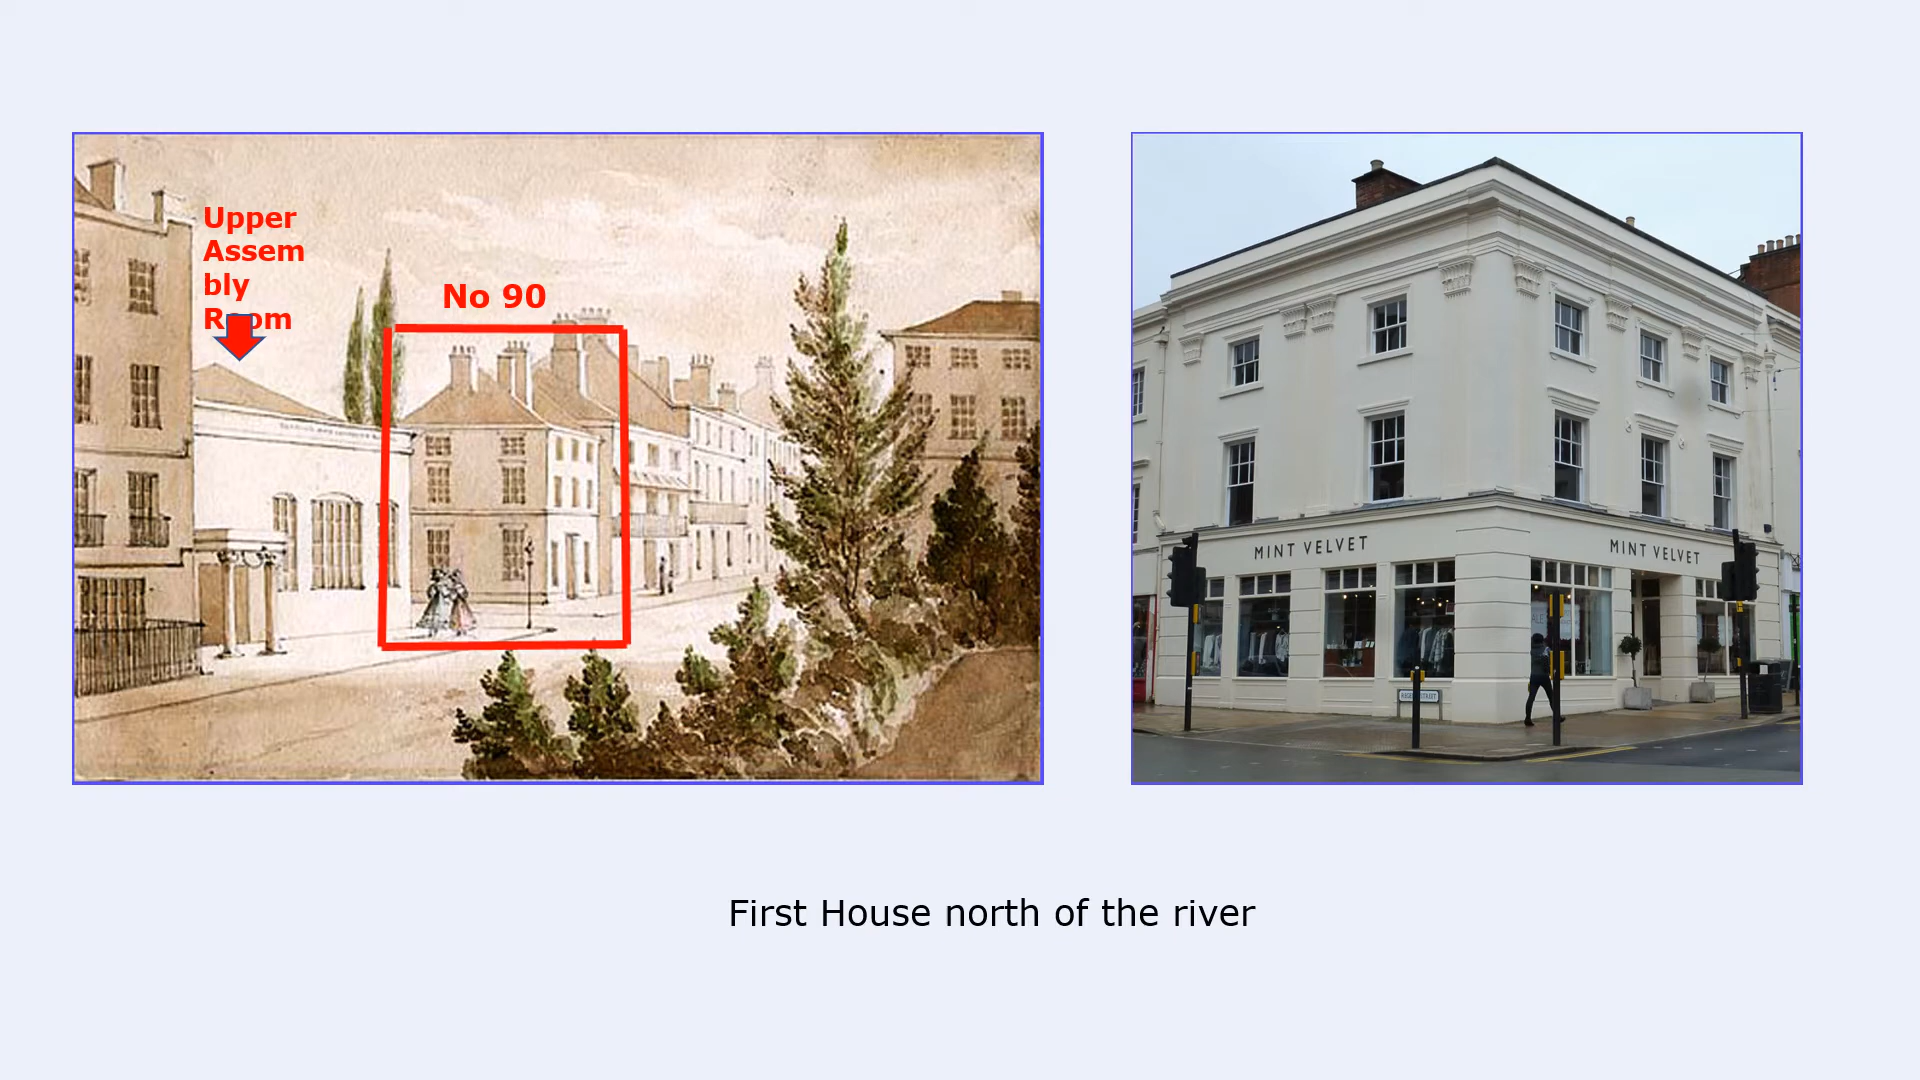 Upper
Assem
bly
Room
No 90
MINT VELVET
MINT VELVET
First House north of the river